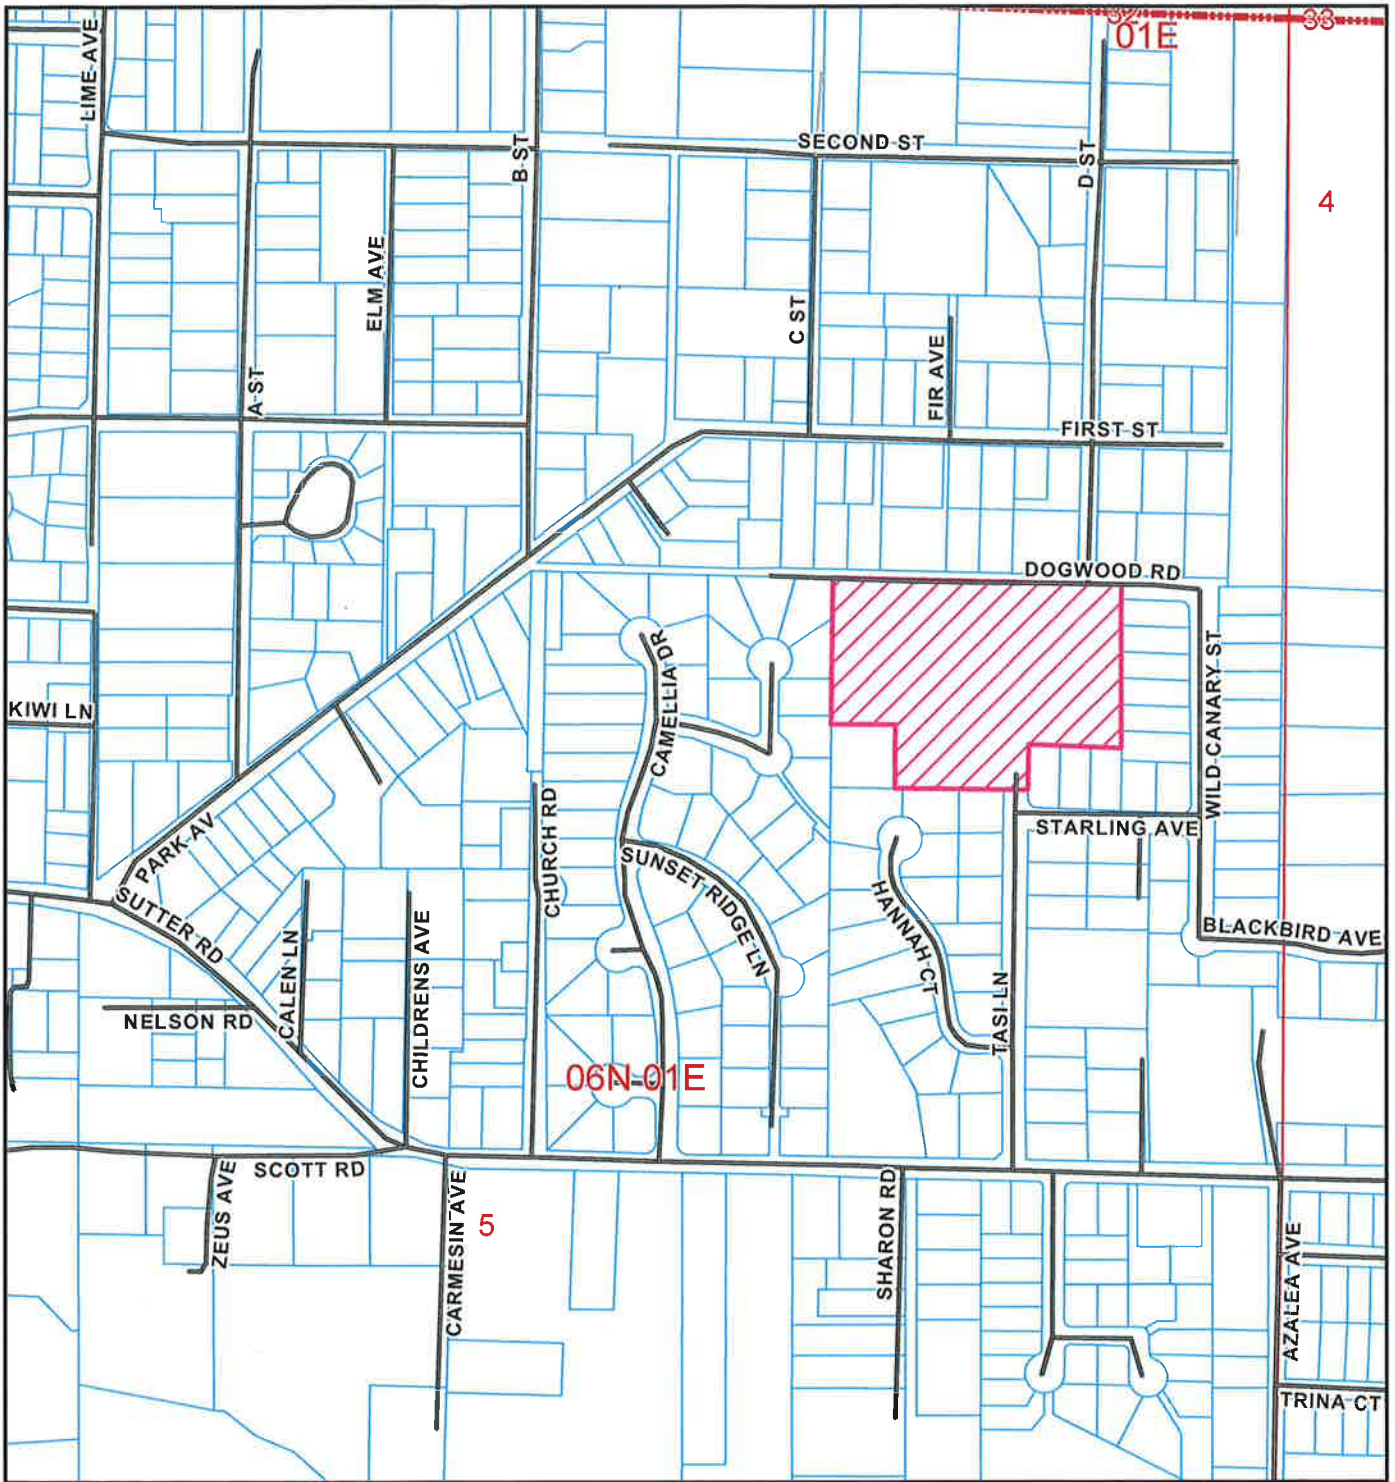 32
33
01E
LIME AVE
SECOND ST
B ST
D ST
4
ELM AVE
C ST
FIR AVE
A ST
FIRST ST
DOGWOOD RD
CAMELLIA DR
WILD CANARY ST
KIWI LN
CHURCH RD
PARK AV
STARLING AVE
SUNSET RIDGE LN
SUTTER RD
HANNAH CT
BLACKBIRD AVE
CALEN LN
CHILDRENS AVE
TASI LN
NELSON RD
06N 01E
SCOTT RD
ZEUS AVE
CARMESIN AVE
5
SHARON RD
AZALEA AVE
TRINA CT